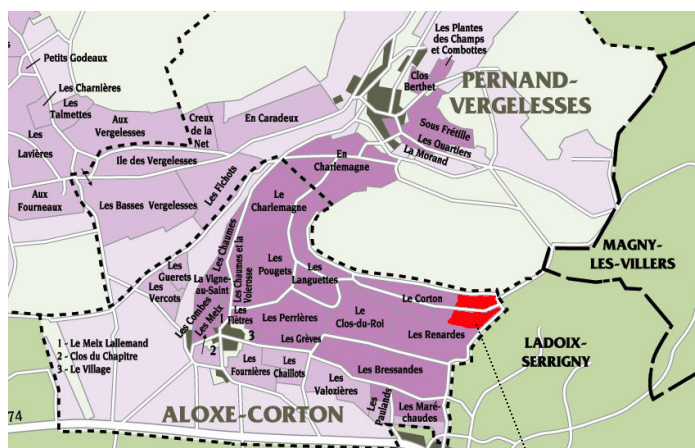 Les Plantes
des Champs
et Combottes
Petits Godeaux
Clos
Berthet
PERNAND-
VERGELESSES
Les Charnières
Les
Talmettes
Aux
Vergelesses
Creux
de la
Net
En Caradeux
Sous Frétille
Les Quartiers
La Morand
Les
Lavières
Ile des Vergelesses
En
Charlemagne
Les Fichots
Le
Charlemagne
Aux
Fourneaux
Les Basses Vergelesses
Les Chaumes
Les Chaumes et la
Voierosse
MAGNY-
LES-VILLERS
Les
Guerets
Les
Vercots
La Vigne-
au-Saint
Les
Pougets
Les
Languettes
Le Corton
Les Combes
Les Meix
Les
Fiètres
Les Perrières
Le
Clos-du-Roi
Les Renardes
LADOIX-
SERRIGNY
1
2
3
Les Grèves
1 - Le Meix Lallemand
2 - Clos du Chapitre
3 - Le Village
Les
Fournières
Les
Chaillots
Les Bressandes
Les
Valozières
Les
Paulands
Les Maré-
chaudes
74
ALOXE-CORTON